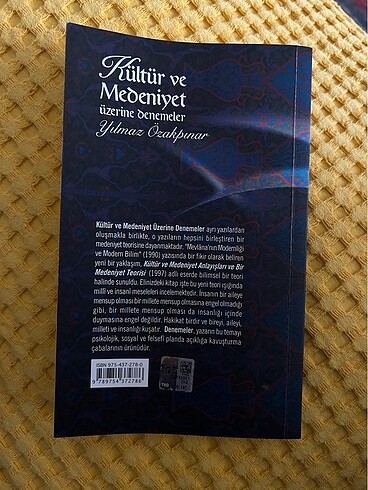 Kültür ve
Medeniyet
üzerine denemeler
Yılmaz Özakpınar
Kültür ve Medeniyet Üzerine Denemeler ayrı yazılardan
oluşmakla birlikte, o yazıların hepsini birleştiren bir
medeniyet teorisine dayanmaktadır. "Mevlâna'nın Modernliği
ve Modern Bilim" (1990) yazısında bir fikir olarak beliren
yeni bir yaklaşım, Kültür ve Medeniyet Anlayışları ve Bir
Medeniyet Teorisi (1997) adlı eserde bilimsel bir teori
halinde sunuldu. Elinizdeki kitap işte bu yeni teori ışığında
millî ve insanî meseleleri incelemektedir. İnsanın bir aileye
mensup olması bir millete mensup olmasına engel olmadığı
gibi, bir millete mensup olması da insanlığı içinde
duymasına engel değildir. Hakikat birdir ve bireyi, aileyi,
milleti ve insanlığı kuşatır. Denemeler, yazarın bu temayı
psikolojik, sosyal ve felsefî planda açıklığa kavuşturma
çabalarının ürünüdür.
ISBN 975-437-278-0
9 789754 372786